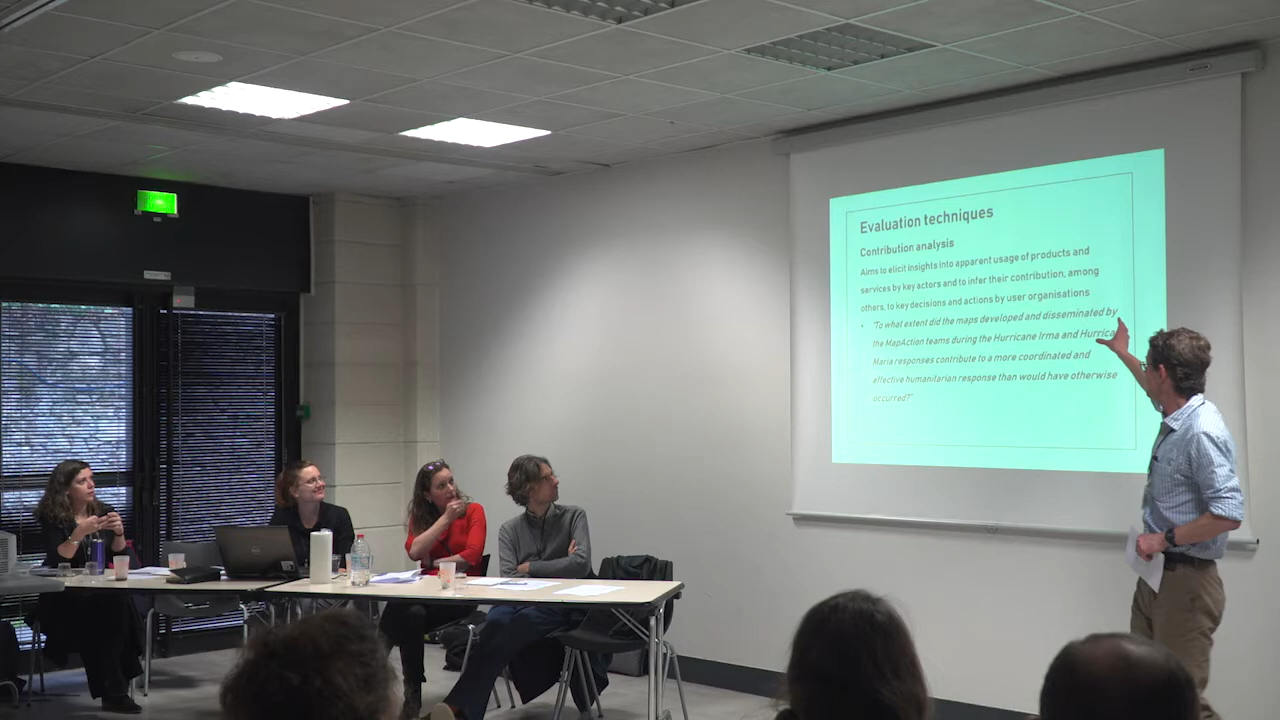 Evaluation techniques
Contribution analysis
Aims to elicit insights into apparent usage of products and
services by key actors and to infer their contribution, among
others, to key decisions and actions by user organisations
• "To what extent did the maps developed and disseminated by
the MapAction teams during the Hurricane Irma and Hurrica
Maria responses contribute to a more coordinated and
effective humanitarian response than would have otherwise
occurred?"